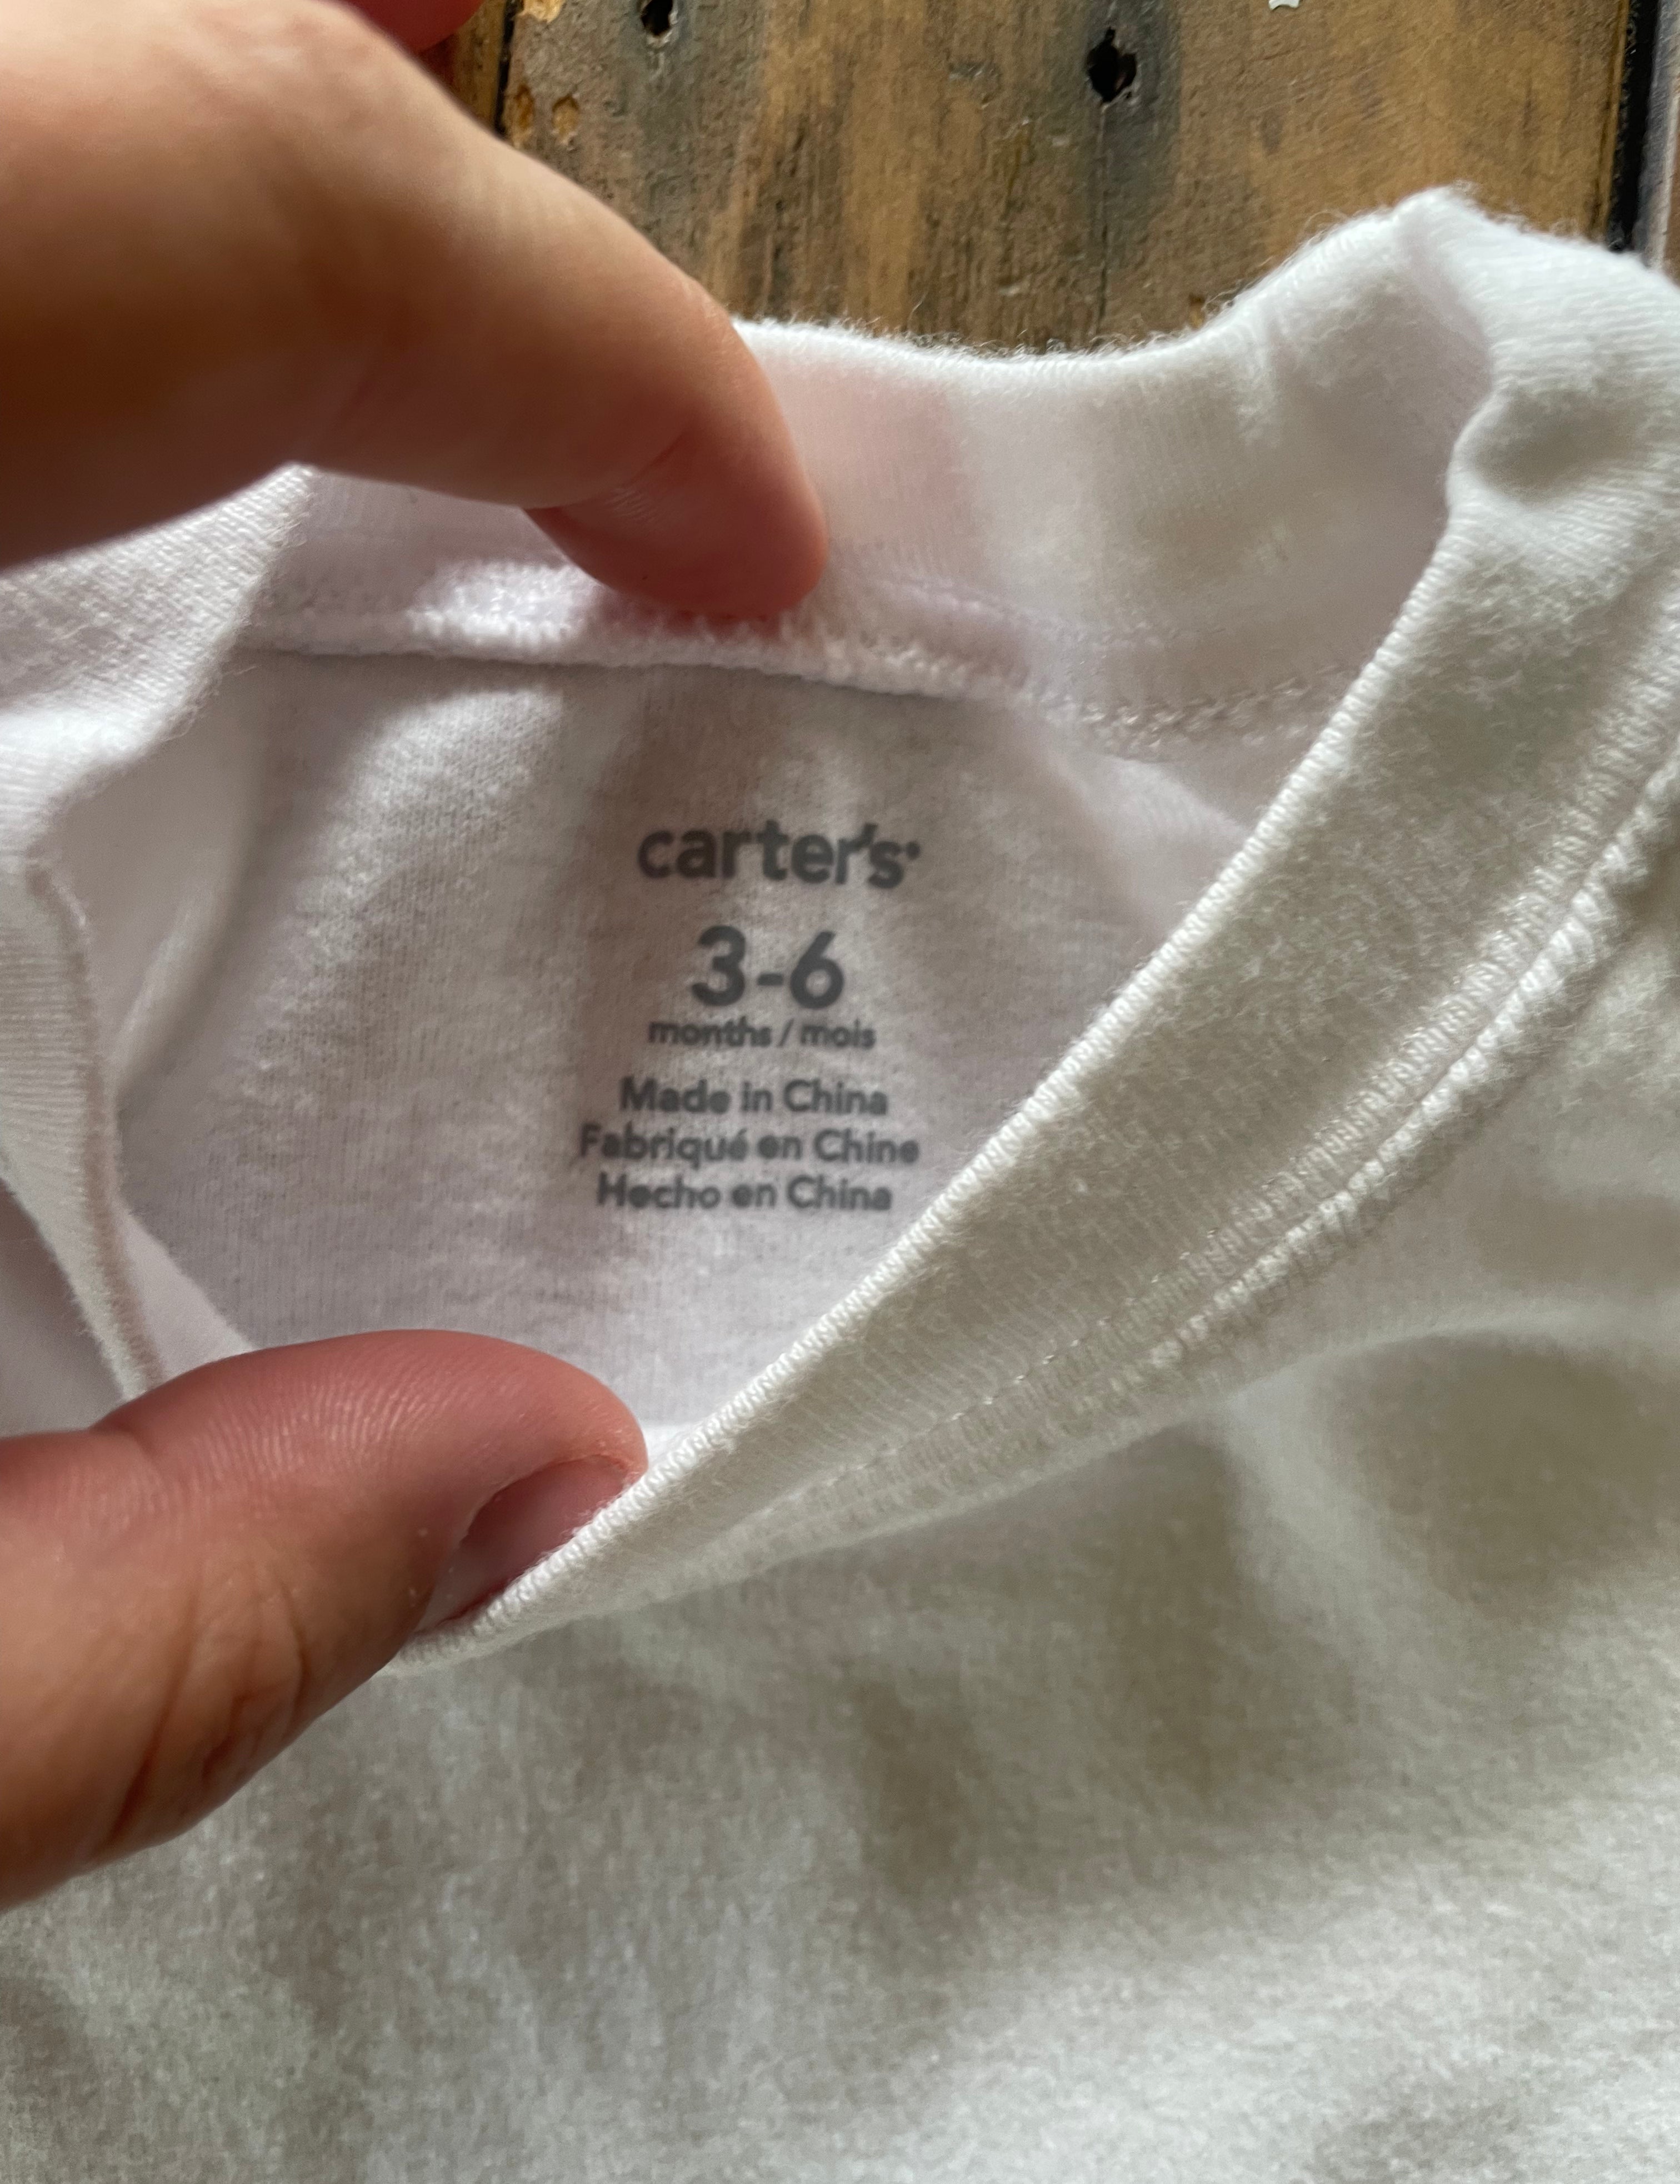 carter's
3-6
months / mois
Made in China
Fabriqué en Chine
Hecho en China